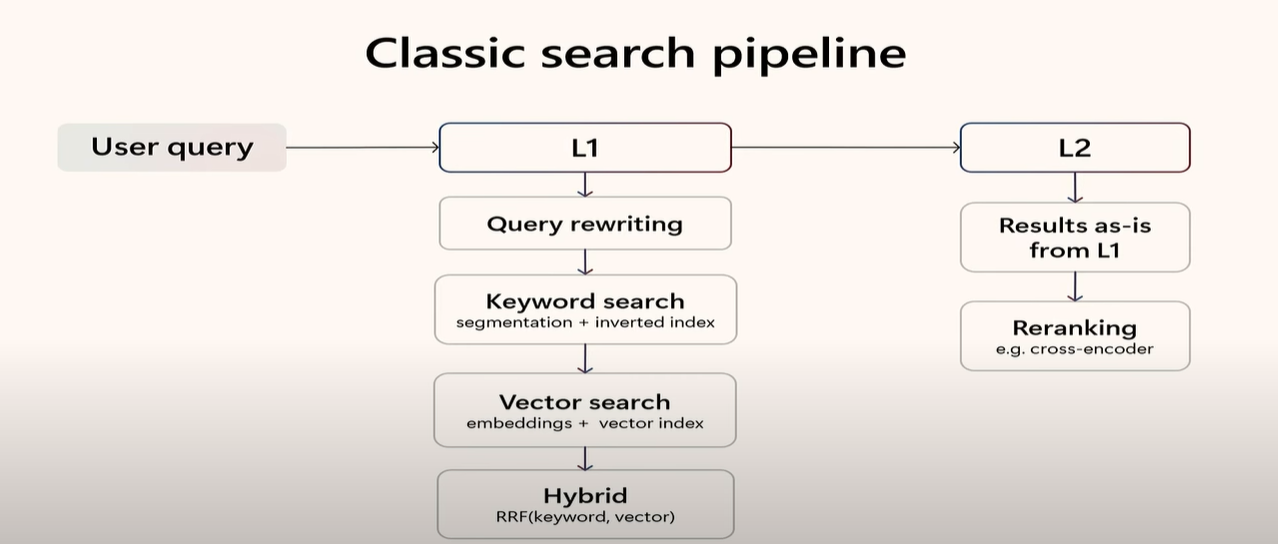 Classic search pipeline
User query
L1
L2
Query rewriting
Results as-is
from L1
Keyword search
segmentation + inverted index
Reranking
e.g. cross-encoder
Vector search
embeddings + vector index
Hybrid
RRF(keyword, vector)